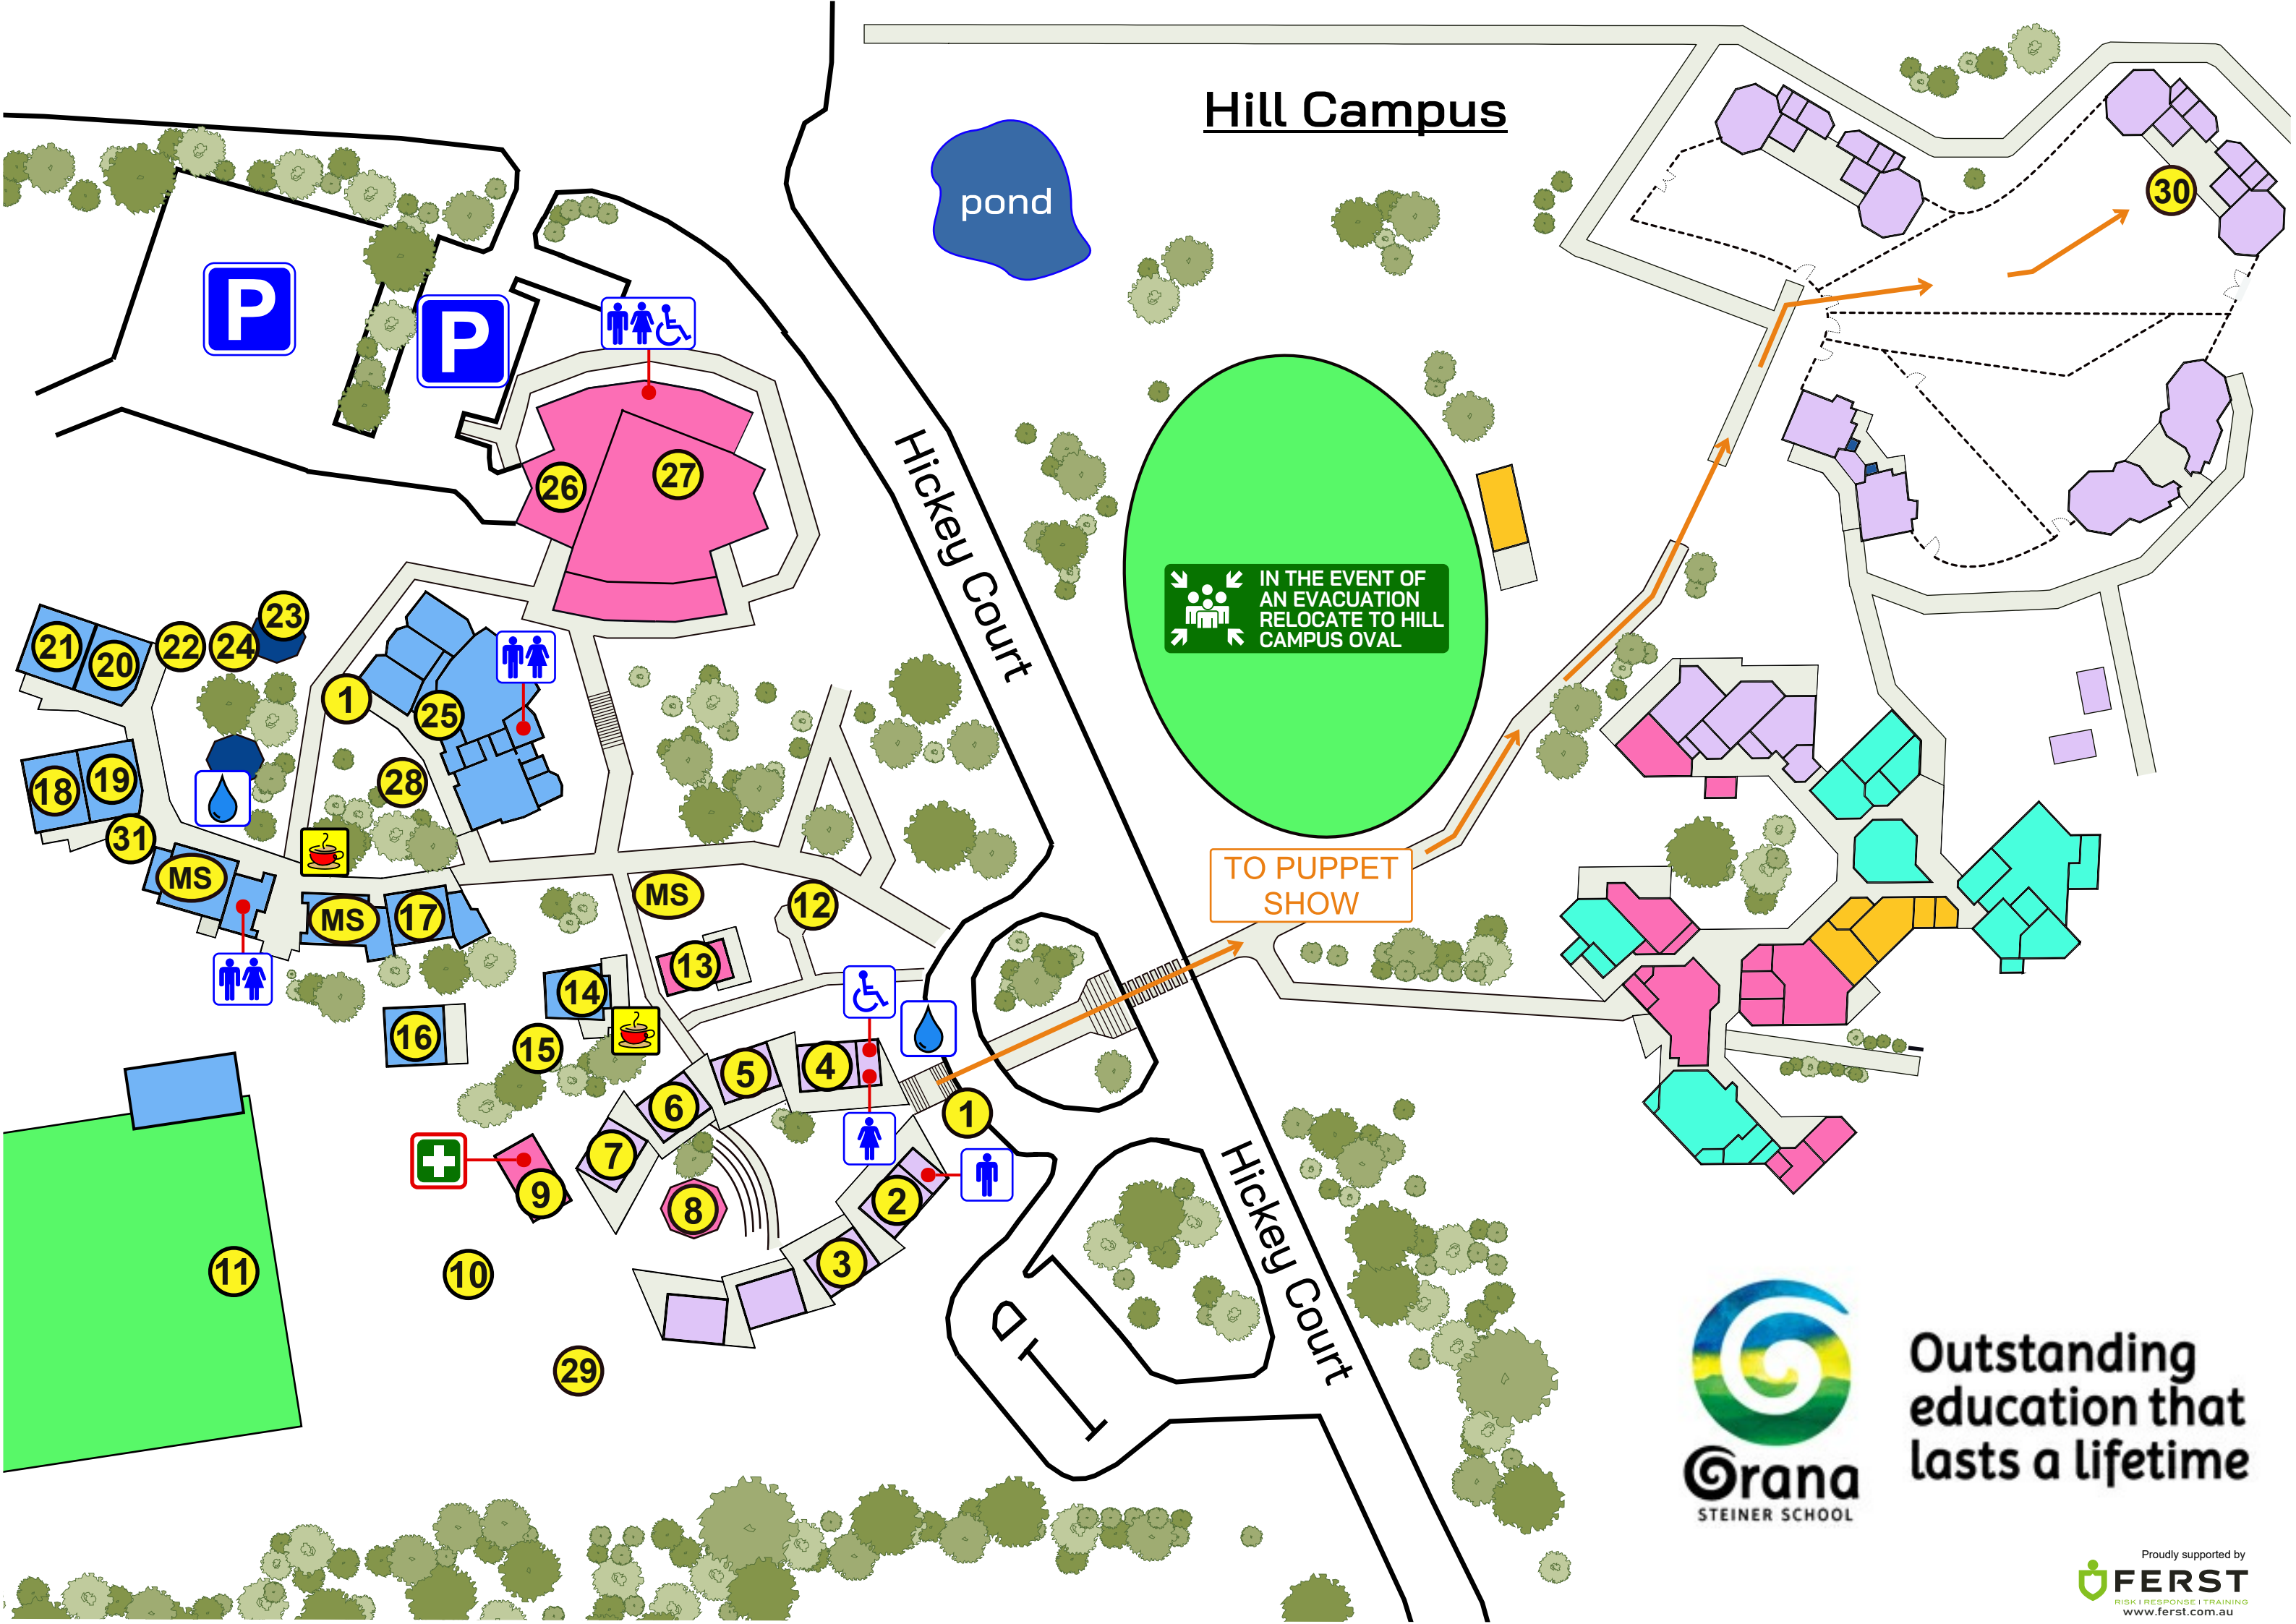 Hill Campus
pond
P
P
30
27
26
Hickey Court
IN THE EVENT OF
AN EVACUATION
RELOCATE TO HILL
CAMPUS OVAL
23
21
20
22
24
1
25
18
19
28
31
MS
MS
17
MS
12
TO PUPPET
SHOW
13
14
16
15
5
4
6
1
7
9
8
2
3
11
10
29
Hickey Court
Outstanding
education that
lasts a lifetime
Orana
STEINER SCHOOL
Proudly supported by
FERST
RISK | RESPONSE | TRAINING
www.ferst.com.au